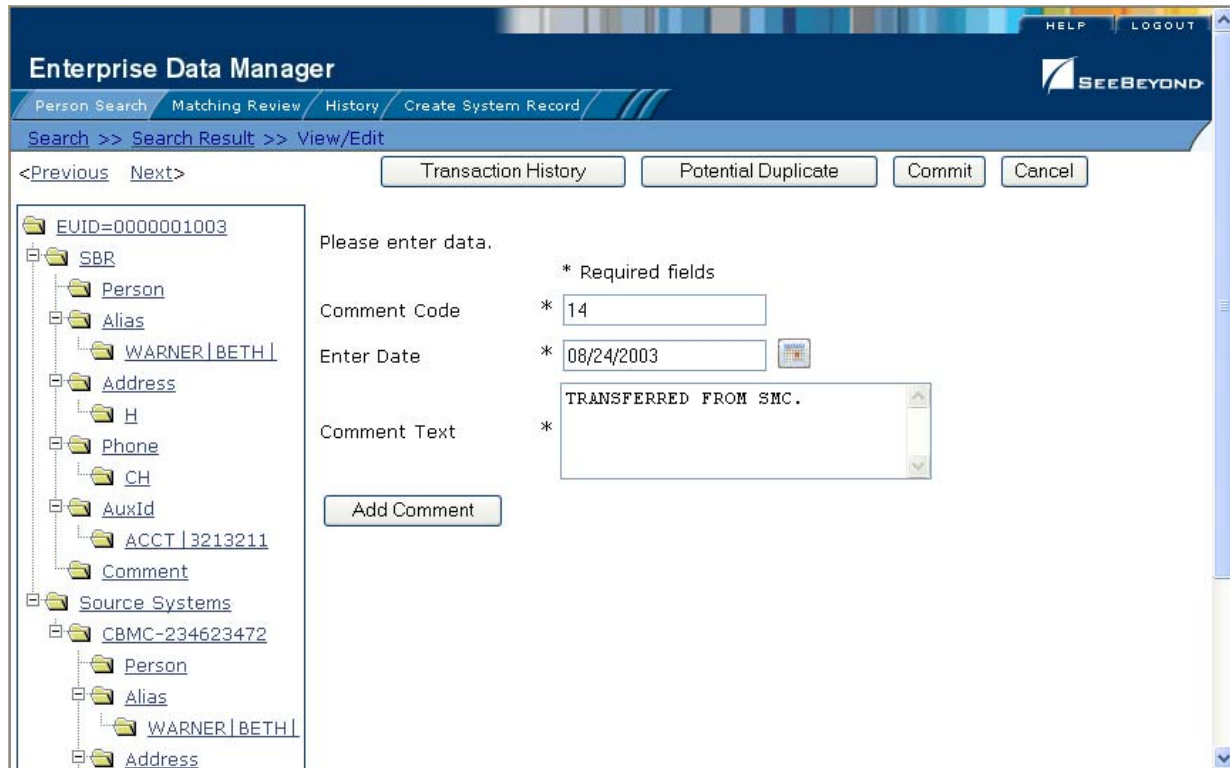 HELP LOGOUT
Enterprise Data Manager
SEEBEYOND
Person Search Matching Review History Create System Record
Search >> Search Result >> View/Edit
<Previous Next> Transaction History Potential Duplicate Commit Cancel
EUID=0000001003
SBR
Person
Alias
WARNER|BETH|
Address
H
Phone
CH
AuxId
ACCT|3213211
Comment
Source Systems
CBMC-234623472
Person
Alias
WARNER|BETH|
Address
Please enter data.
* Required fields
Comment Code * 14
Enter Date * 08/24/2003
Comment Text * TRANSFERRED FROM SMC.
Add Comment